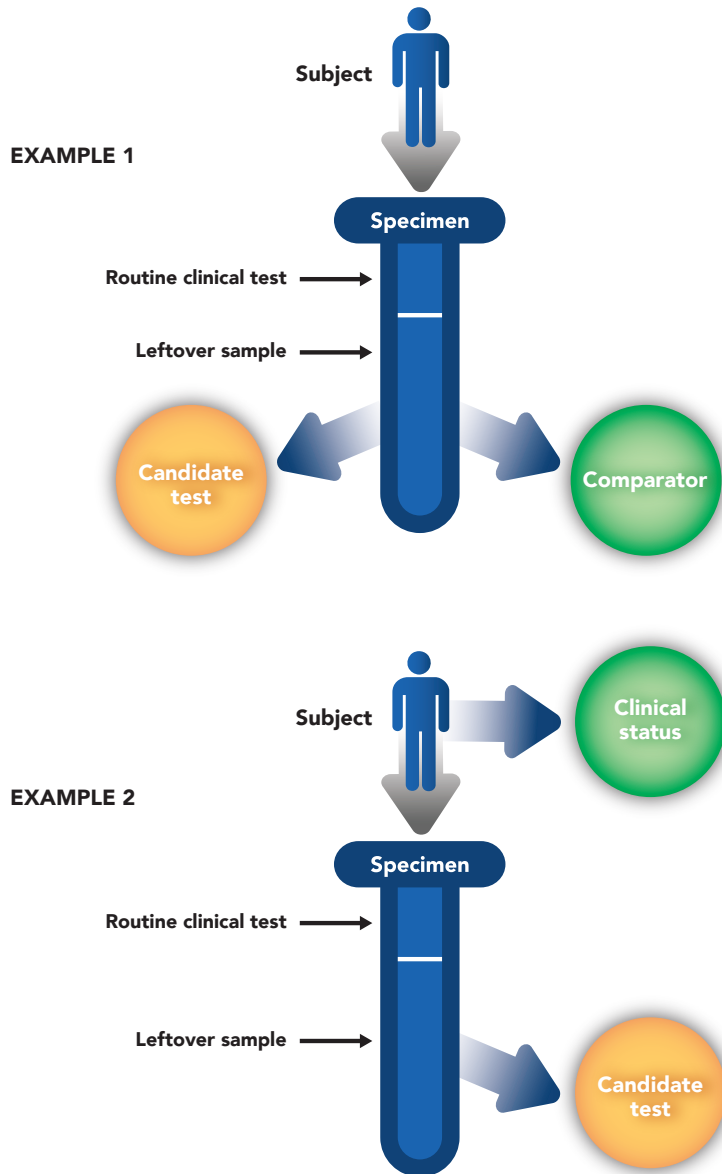 Subject
EXAMPLE 1
Specimen
Routine clinical test
Leftover sample
Candidate
test
Comparator
Clinical
status
Subject
EXAMPLE 2
Specimen
Routine clinical test
Leftover sample
Candidate
test